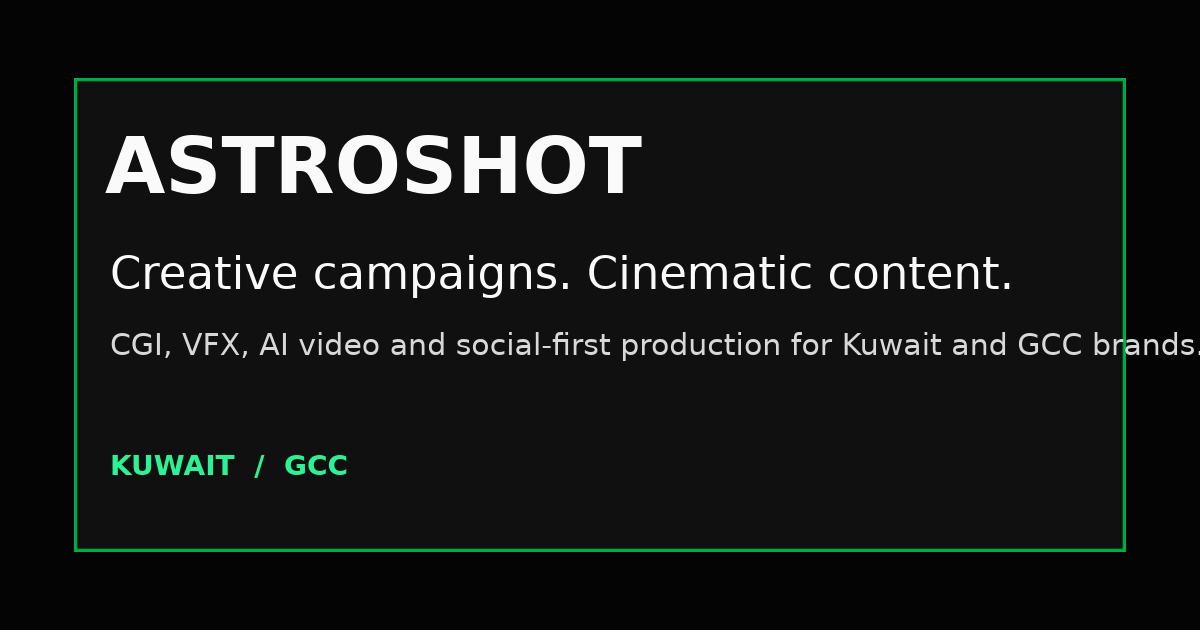 ASTROSHOT
Creative campaigns. Cinematic content.
CGI, VFX, AI video and social-first production for Kuwait and GCC brands.
KUWAIT / GCC